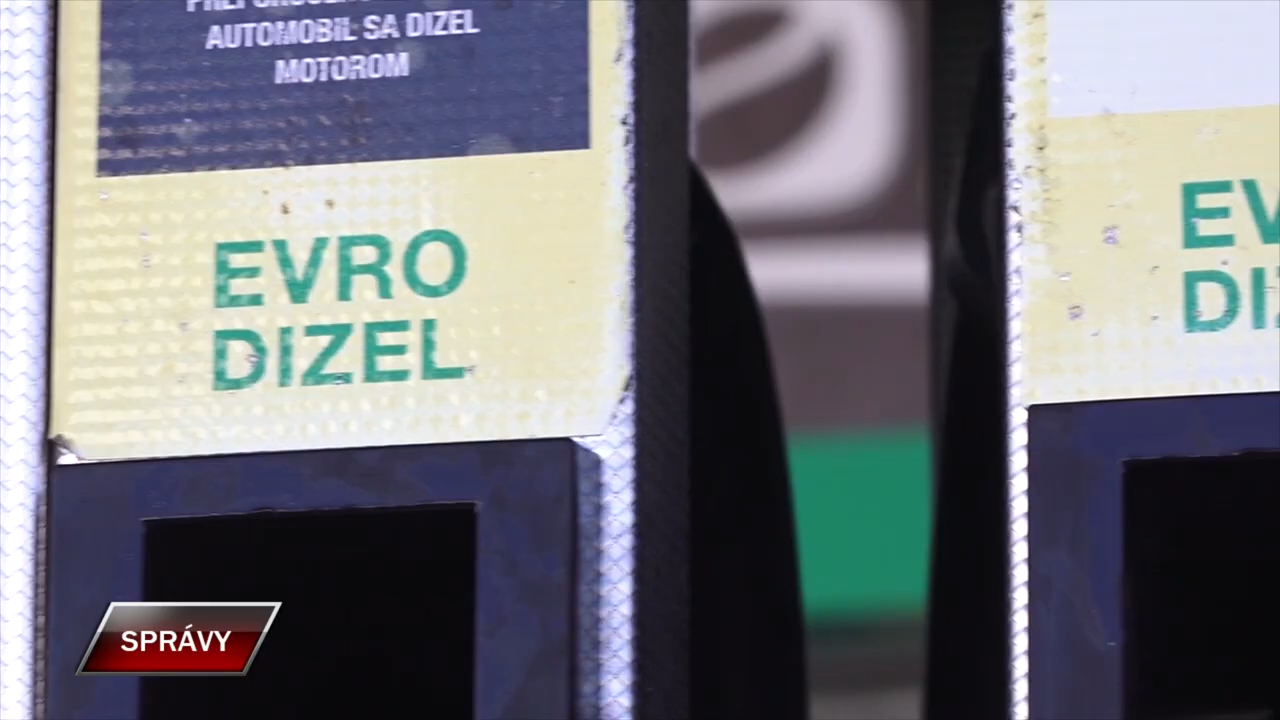 AUTOMOBIL SA DIZEL
MOTOROM
EVRO
DIZEL
EV
DI
SPRÁVY